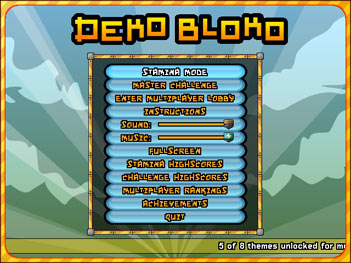 DEKO BLOKO
STAMINA MODE
MASTER CHALLENGE
ENTER MULTIPLAYER LOBBY
INSTRUCTIONS
SOUND:
MUSIC:
FULLSCREEN
STAMINA HIGHSCORES
CHALLENGE HIGHSCORES
MULTIPLAYER RANKINGS
ACHIEVEMENTS
QUIT
5 of 8 themes unlocked for mu